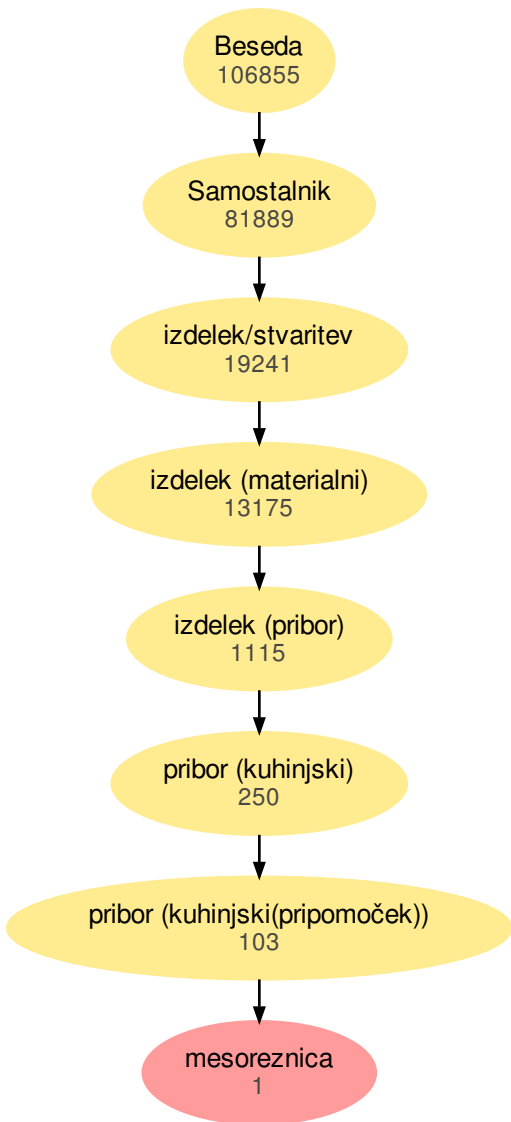 Beseda
106855
Samostalnik
81889
izdelek/stvaritev
19241
izdelek (materialni)
13175
izdelek (pribor)
1115
pribor (kuhinjski)
250
pribor (kuhinjski(pripomoček))
103
mesoreznica
1